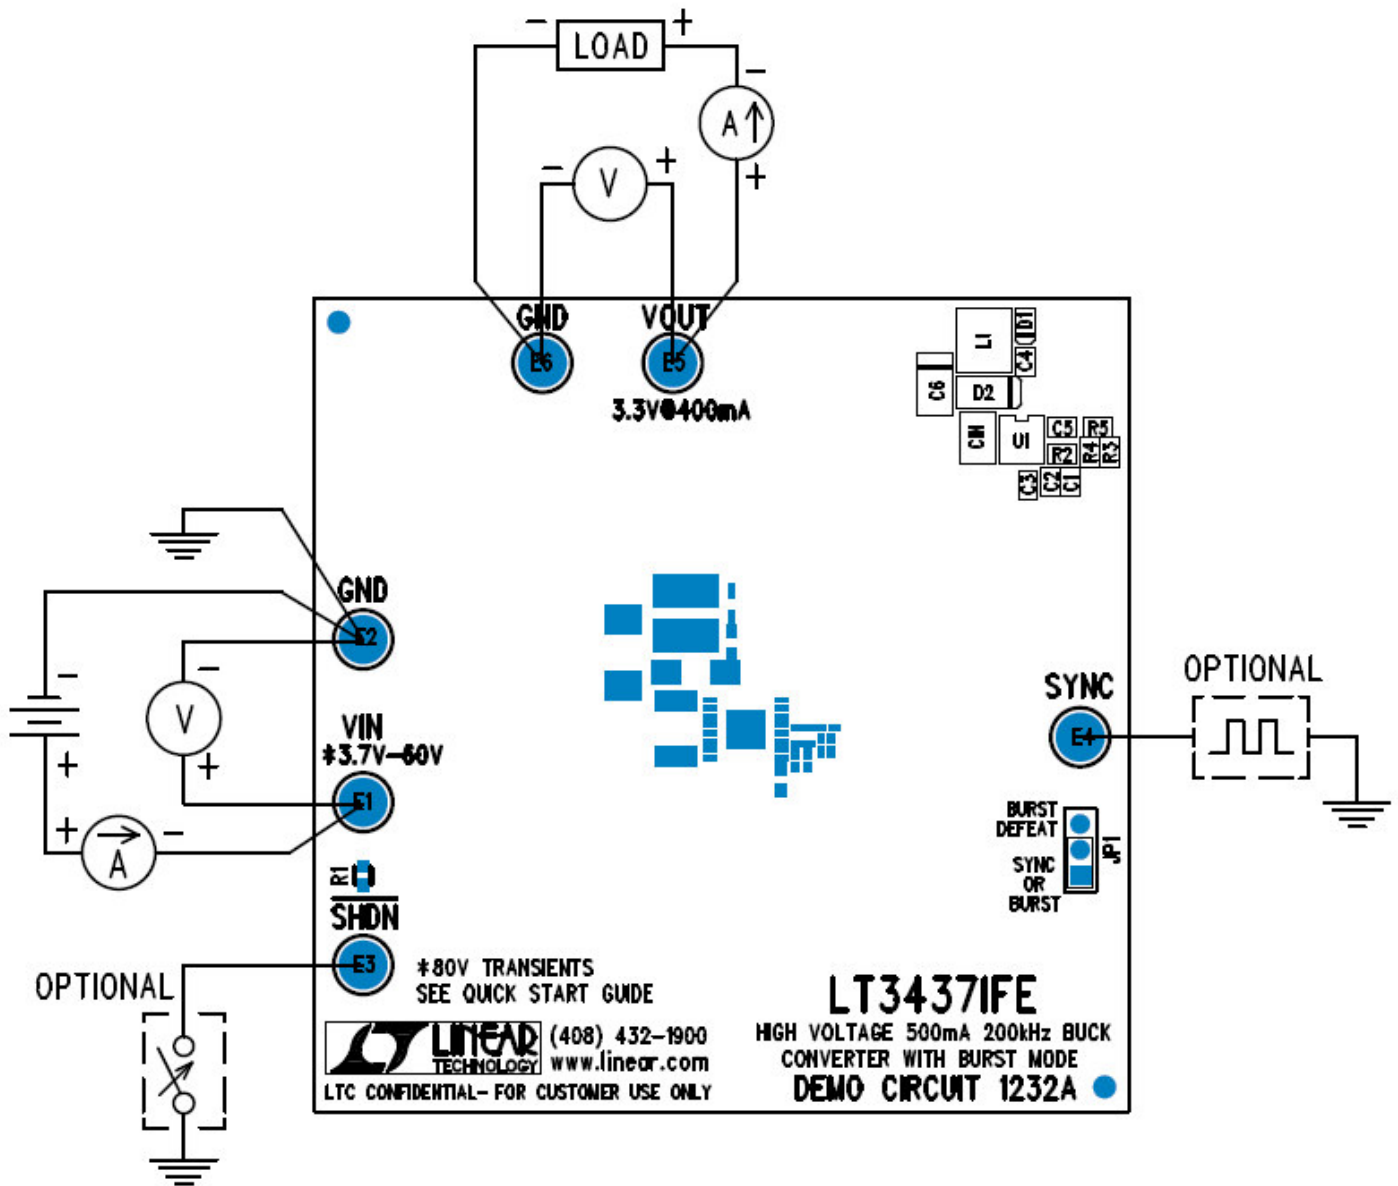 - LOAD +
-
A
+
- V +
GND VOUT
E6 E5
3.3V@400mA
L1 D1
C4
C6 D2
CIN U1 C5 R5
R2 R4 R3
C3 C2 C1
GND
E2
-
-
V
VIN
*3.7V-60V
+
+
E1
+ A -
R1
SHDN
E3
OPTIONAL
*80V TRANSIENTS
SEE QUICK START GUIDE
OPTIONAL
SYNC
E4
BURST
DEFEAT
JP1
SYNC
OR
BURST
LT3437IFE
HIGH VOLTAGE 500mA 200kHz BUCK
CONVERTER WITH BURST MODE
DEMO CIRCUIT 1232A
LT LINEAR (408) 432-1900
TECHNOLOGY www.linear.com
LTC CONFIDENTIAL- FOR CUSTOMER USE ONLY